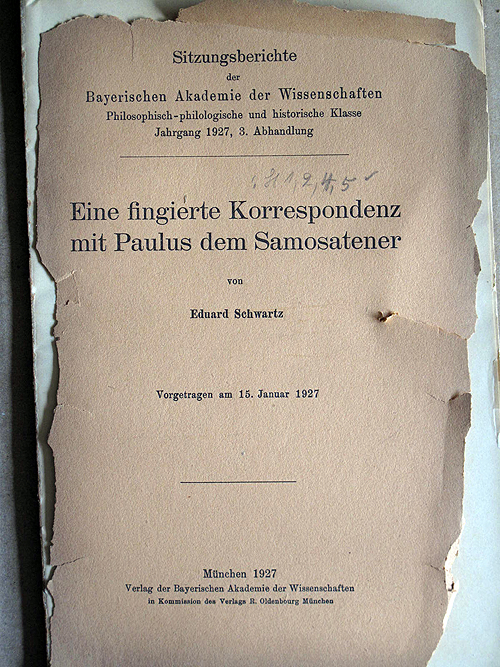 Sitzungsberichte
der
Bayerischen Akademie der Wissenschaften
Philosophisch-philologische und historische Klasse
Jahrgang 1927, 3. Abhandlung
Eine fingierte Korrespondenz
mit Paulus dem Samosatener
von
Eduard Schwartz
Vorgetragen am 15. Januar 1927
München 1927
Verlag der Bayerischen Akademie der Wissenschaften
in Kommission des Verlags R. Oldenbourg München